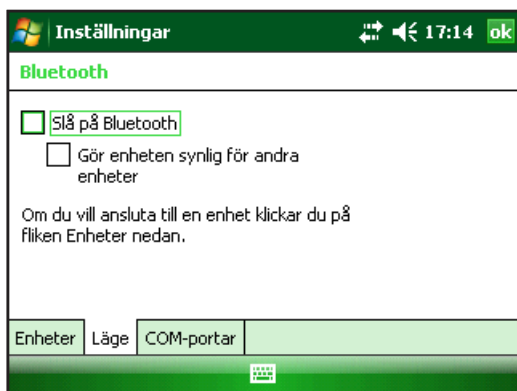 Inställningar 17:14 ok
Bluetooth
Slå på Bluetooth
Gör enheten synlig för andra
enheter
Om du vill ansluta till en enhet klickar du på
fliken Enheter nedan.
Enheter Läge COM-portar